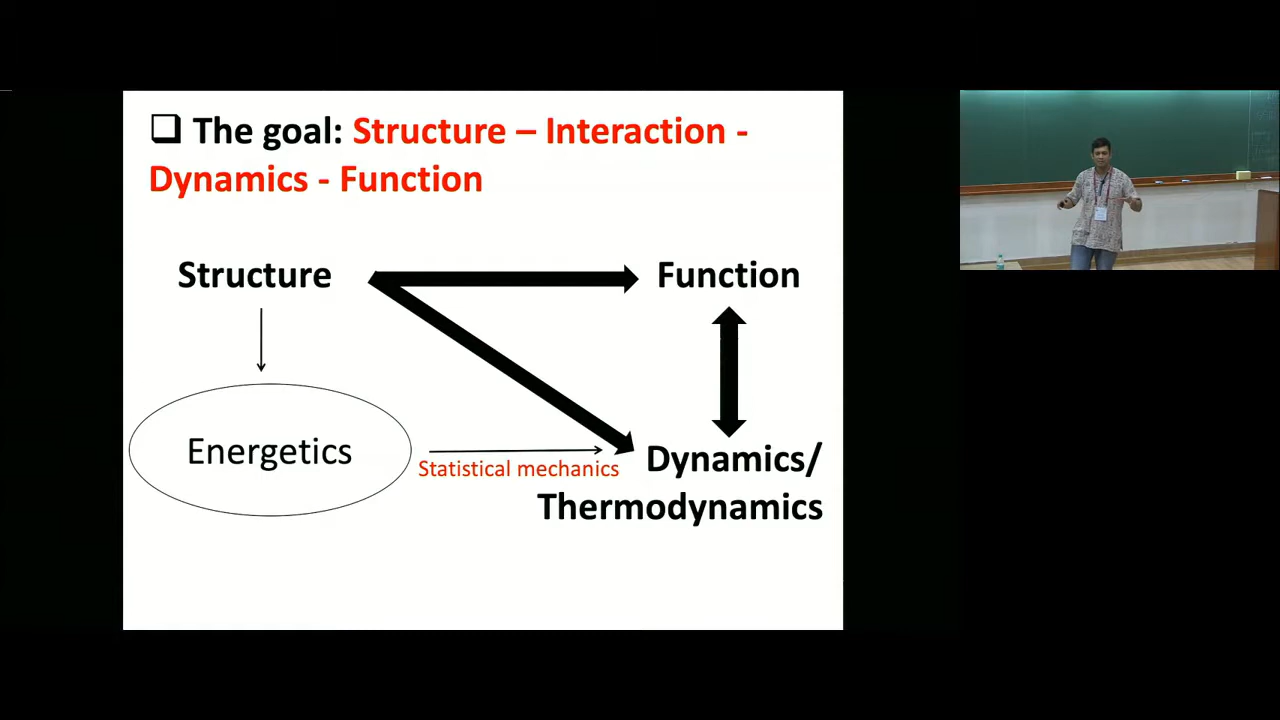 ❑ The goal: Structure – Interaction -
Dynamics - Function
Structure
Function
Energetics
Statistical mechanics
Dynamics/
Thermodynamics